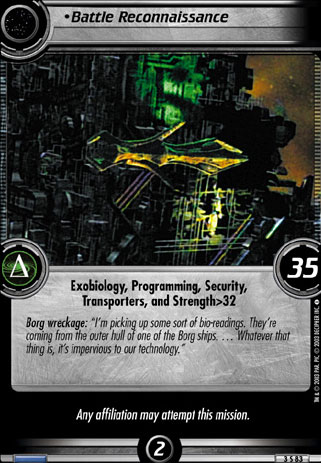 •Battle Reconnaissance
Δ
35
Exobiology, Programming, Security,
Transporters, and Strength>32
Borg wreckage: “I’m picking up some sort of bio-readings. They’re
coming from the outer hull of one of the Borg ships. … Whatever that
thing is, it’s impervious to our technology.”
Any affiliation may attempt this mission.
2
3 S 83